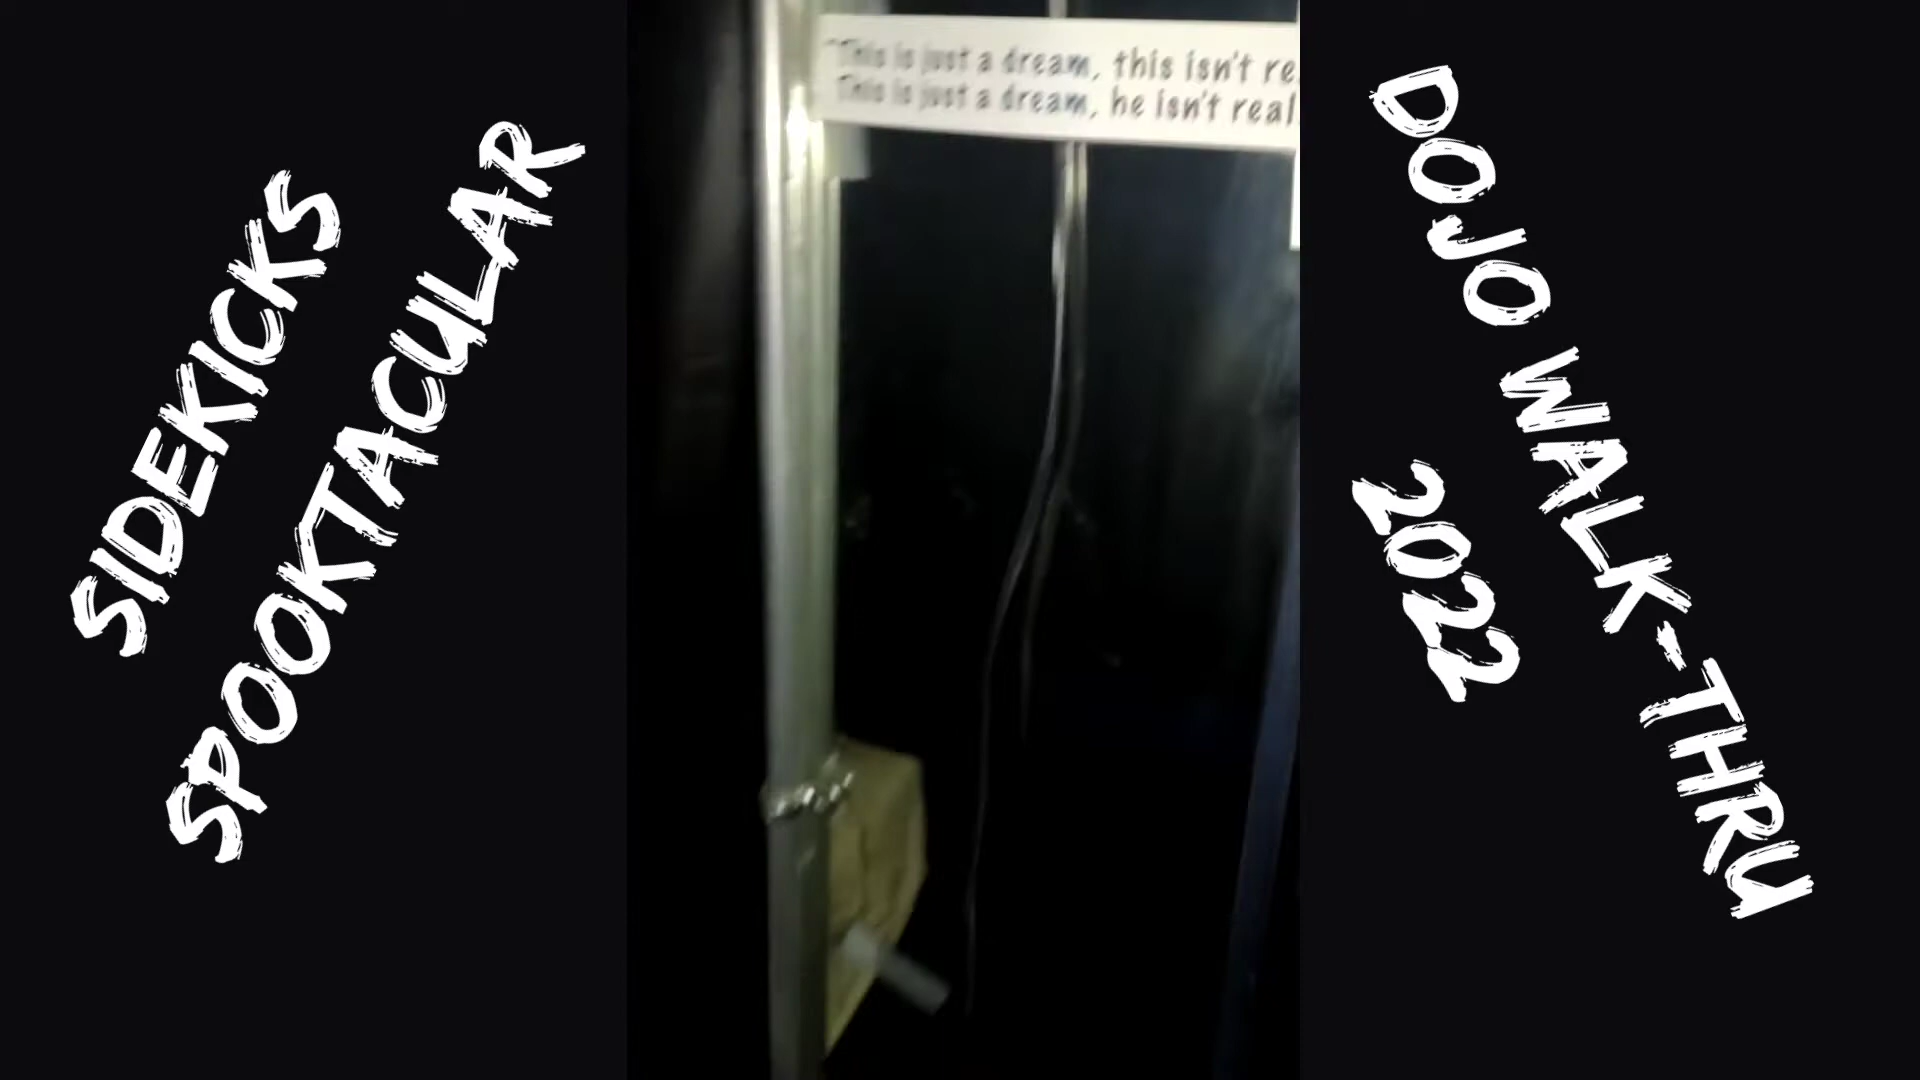 SIDEKICKS
SPOOKTACULAR
"This is just a dream, this isn't re
This is just a dream, he isn't real
DOJO WALK-THRU
2022